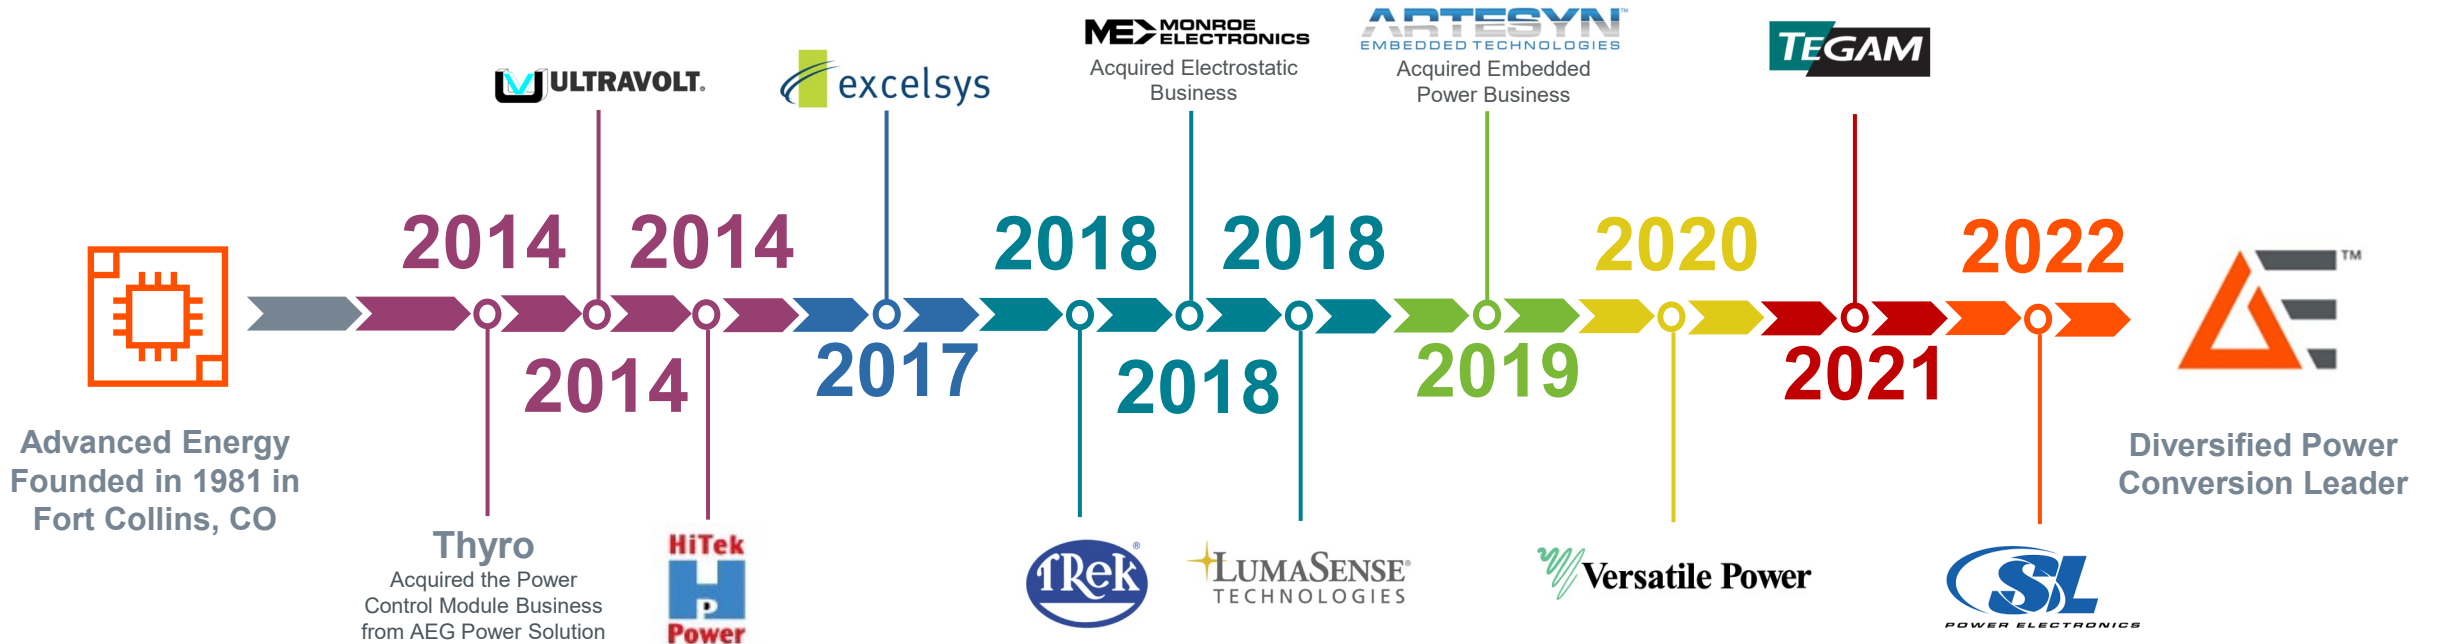 Advanced Energy
Founded in 1981 in
Fort Collins, CO
2014
Thyro
Acquired the Power
Control Module Business
from AEG Power Solution
ULTRAVOLT®
2014
2014
HiTek
H
P
Power
excelsys
2017
2018
TRek®
ME MONROE
ELECTRONICS
Acquired Electrostatic
Business
2018
2018
LUMASENSE®
TECHNOLOGIES
ARTESYN™
EMBEDDED TECHNOLOGIES
Acquired Embedded
Power Business
2019
2020
Versatile Power
TEGAM
2021
2022
SL
POWER ELECTRONICS
AE™
Diversified Power
Conversion Leader